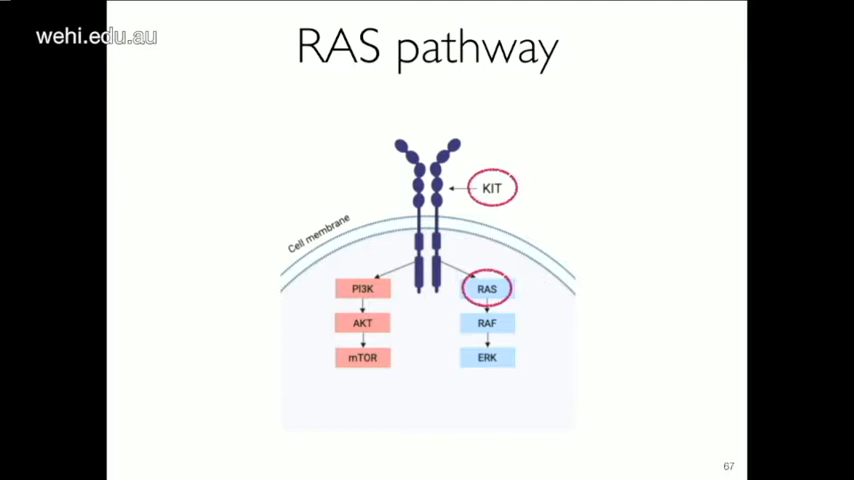 wehi.edu.au
RAS pathway
KIT
Cell membrane
PI3K
RAS
AKT
RAF
mTOR
ERK
67